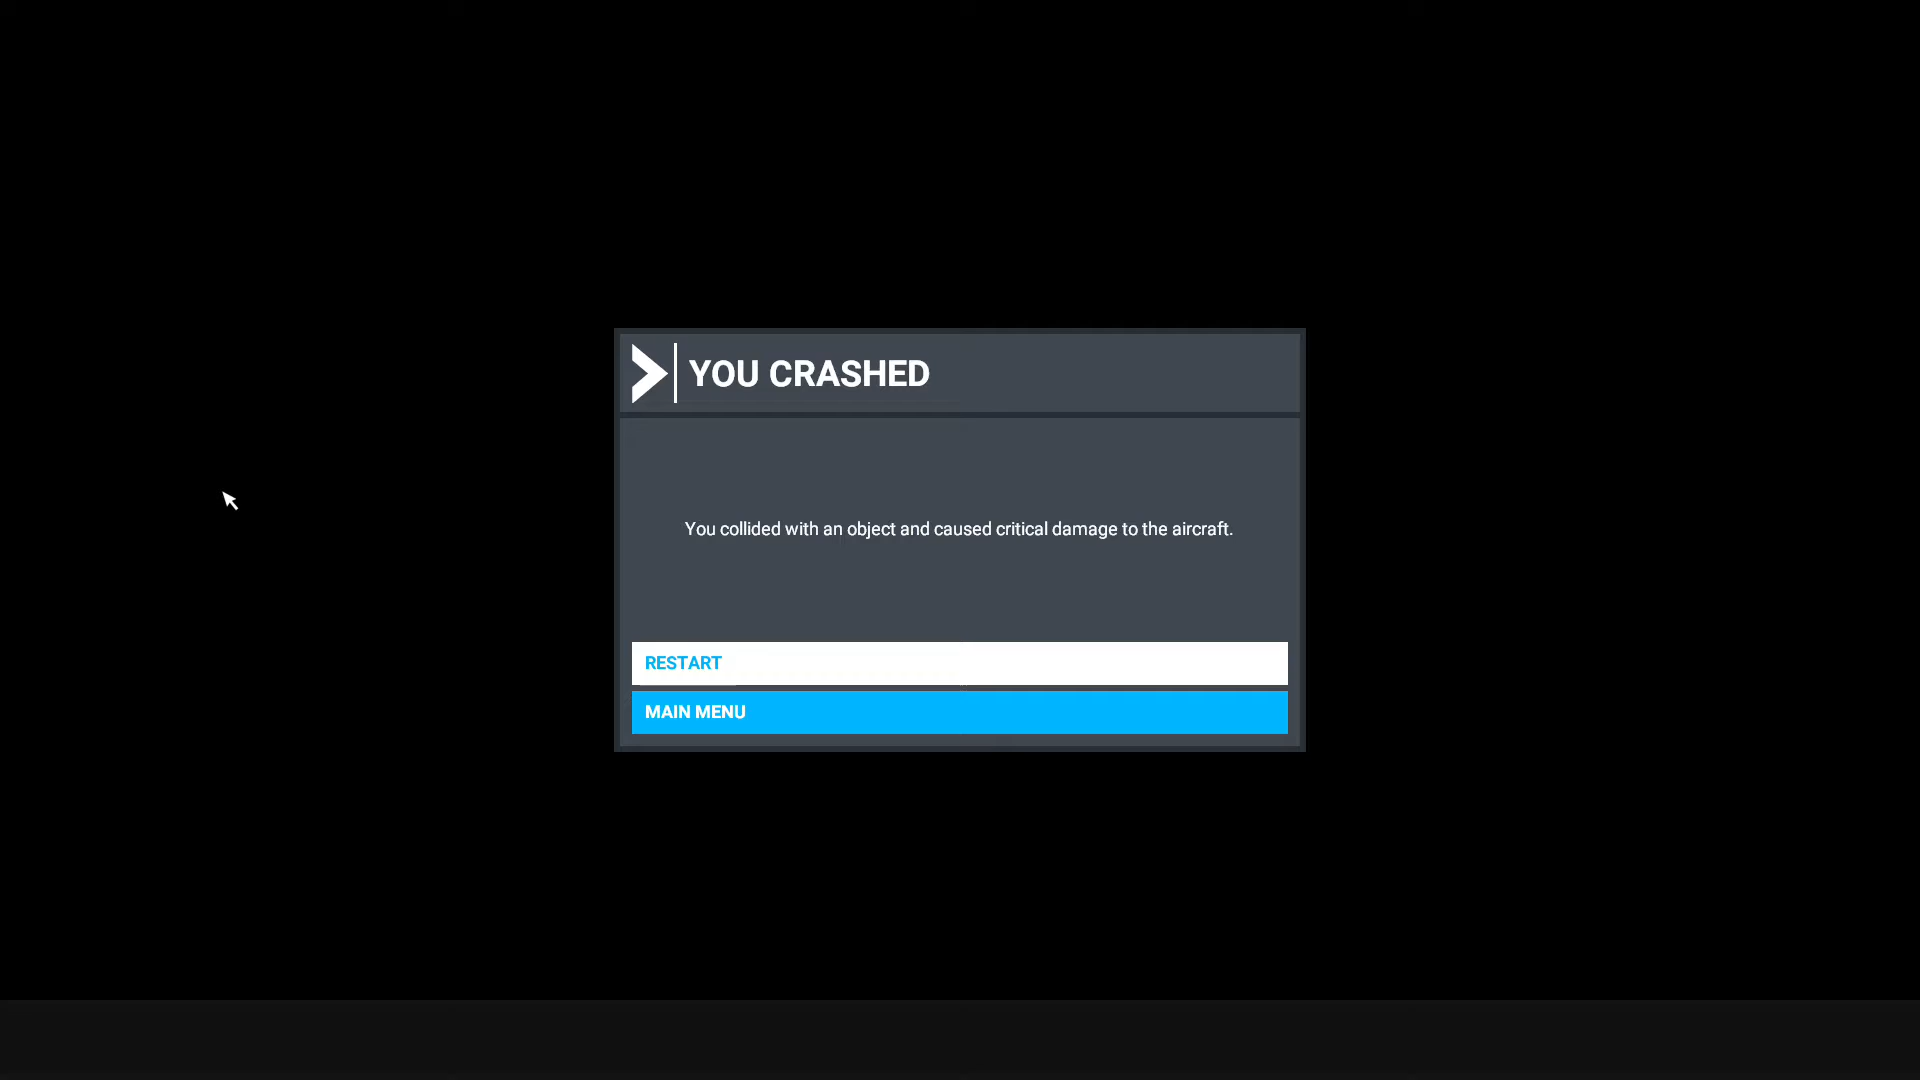 YOU CRASHED
You collided with an object and caused critical damage to the aircraft.
RESTART
MAIN MENU